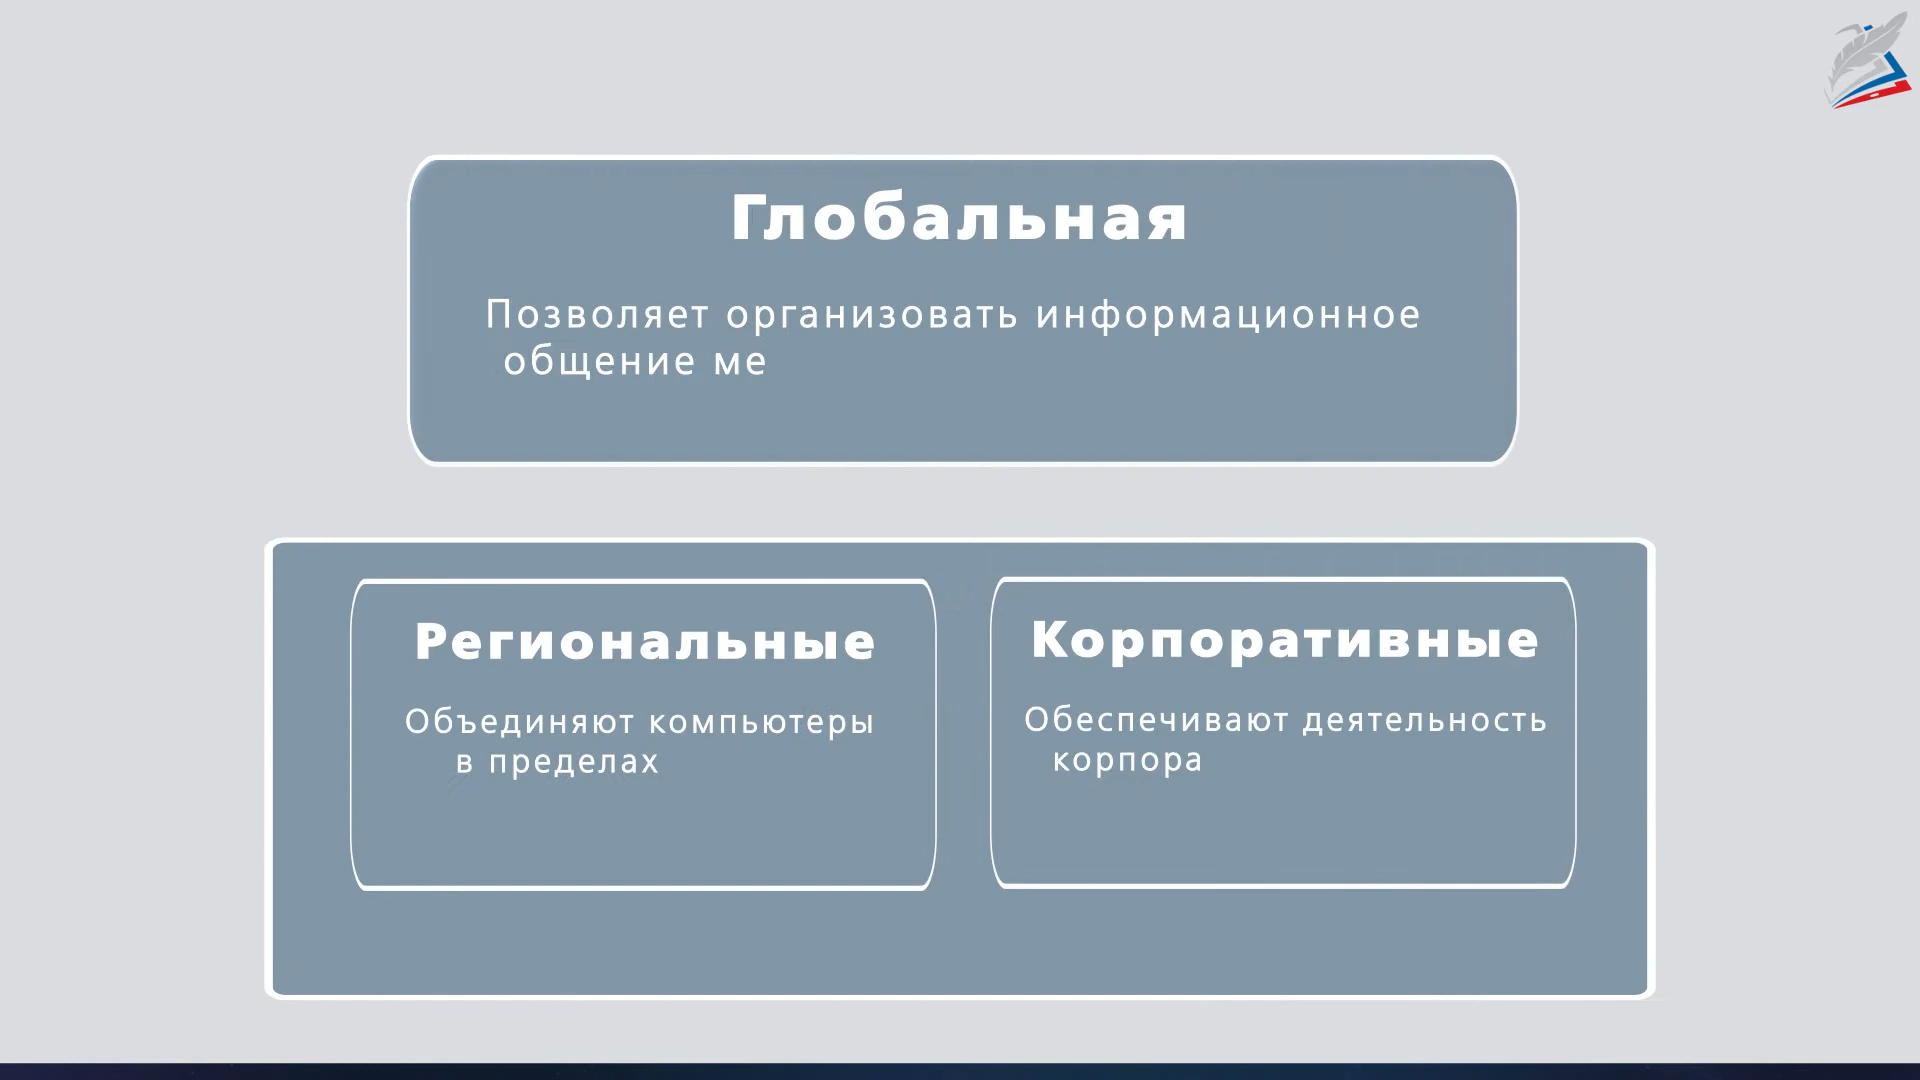 Глобальная
Позволяет организовать информационное
общение ме
Региональные
Объединяют компьютеры
в пределах
Корпоративные
Обеспечивают деятельность
корпора